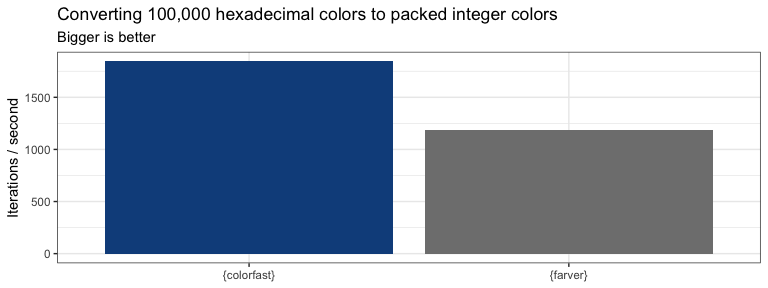 Converting 100,000 hexadecimal colors to packed integer colors
Bigger is better
Iterations / second
1500
1000
500
0
{colorfast}
{farver}